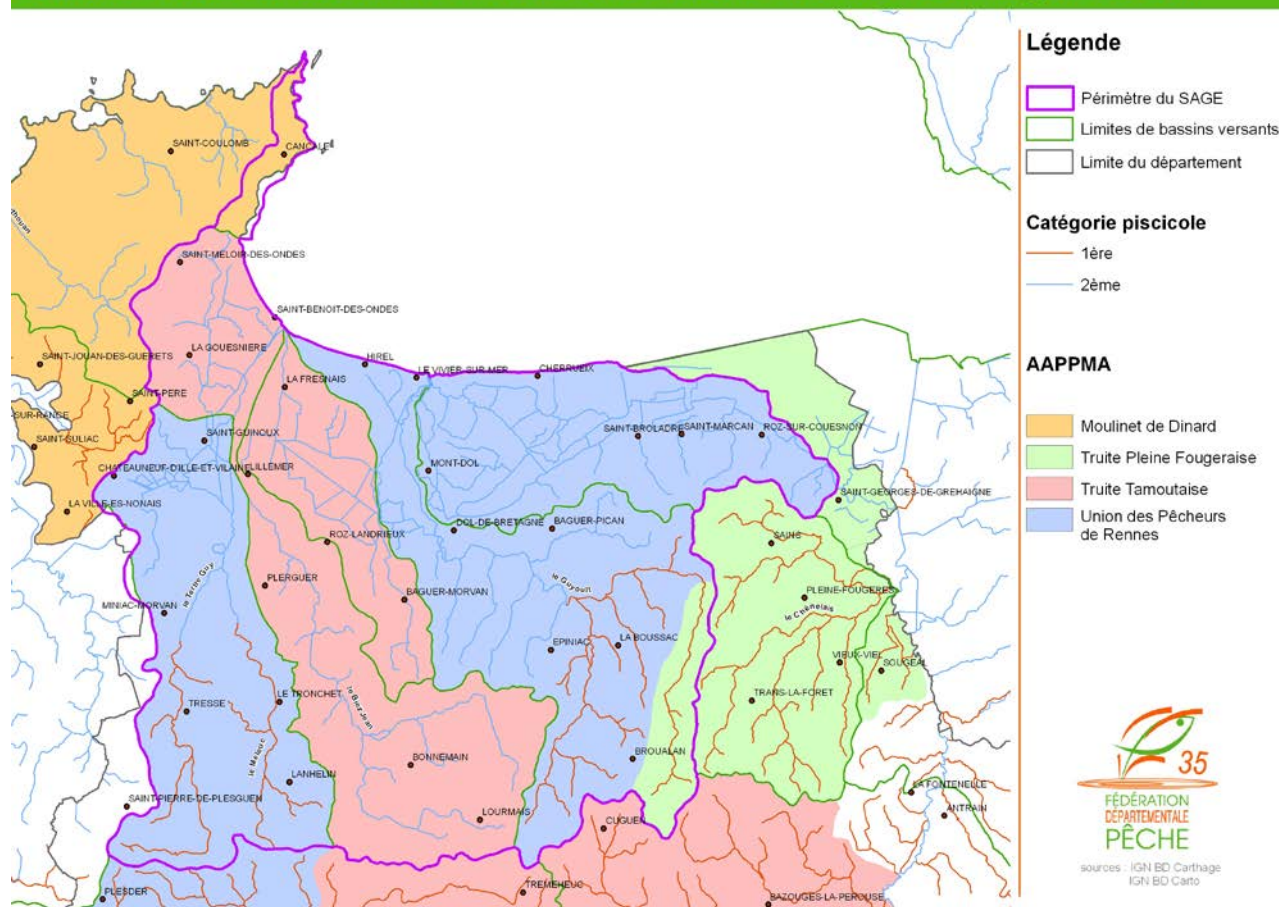 SAINT-COULOMB
CANCALE
SAINT-MELOIR-DES-ONDES
SAINT-BENOIT-DES-ONDES
LA GOUESNIERE
SAINT-JOUAN-DES-GUERETS
HIREL
LE VIVIER-SUR-MER
CHERRUEIX
LA FRESNAIS
SAINT-PERE
-SUR-RANCE
SAINT-SULIAC
SAINT-GUINOUX
SAINT-BROLADRE
SAINT-MARCAN
ROZ-SUR-COUESNON
CHATEAUNEUF-D'ILLE-ET-VILAINE
LILLEMER
MONT-DOL
LA VILLE-ES-NONAIS
SAINT-GEORGES-DE-GREHAIGNE
DOL-DE-BRETAGNE
BAGUER-PICAN
ROZ-LANDRIEUX
SAINS
le Guyoult
PLERGUER
BAGUER-MORVAN
PLEINE-FOUGERES
le Chênelais
MINIAC-MORVAN
EPINIAC
LA BOUSSAC
VIEUX-VIEL
SOUGEAL
LE TRONCHET
TRESSE
le Biez Jean
TRANS-LA-FORET
BONNEMAIN
BROUALAN
LANHELIN
SAINT-PIERRE-DE-PLESGUEN
LOURMAIS
CUGUEN
LA FONTENELLE
ANTRAIN
PLESDER
TREMEHEUC
BAZOUGES-LA-PEROUSE
Légende
Périmètre du SAGE
Limites de bassins versants
Limite du département
Catégorie piscicole
1ère
2ème
AAPPMA
Moulinet de Dinard
Truite Pleine Fougeraise
Truite Tamoutaise
Union des Pêcheurs
de Rennes
35
FÉDÉRATION
DÉPARTEMENTALE
PÊCHE
sources : IGN BD Carthage
IGN BD Carto